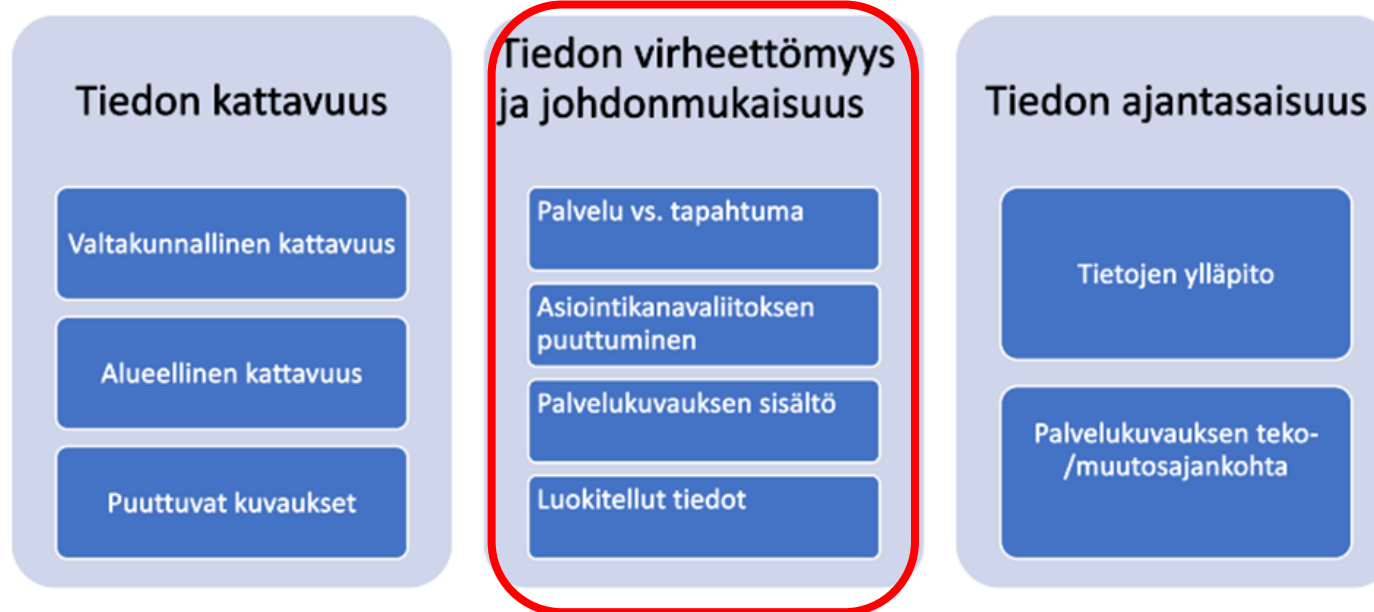 Tiedon kattavuus
Valtakunnallinen kattavuus
Alueellinen kattavuus
Puuttuvat kuvaukset
Tiedon virheettömyys
ja johdonmukaisuus
Palvelu vs. tapahtuma
Asiointikanavaliitoksen
puuttuminen
Palvelukuvauksen sisältö
Luokitellut tiedot
Tiedon ajantasaisuus
Tietojen ylläpito
Palvelukuvauksen teko-
/muutosajankohta